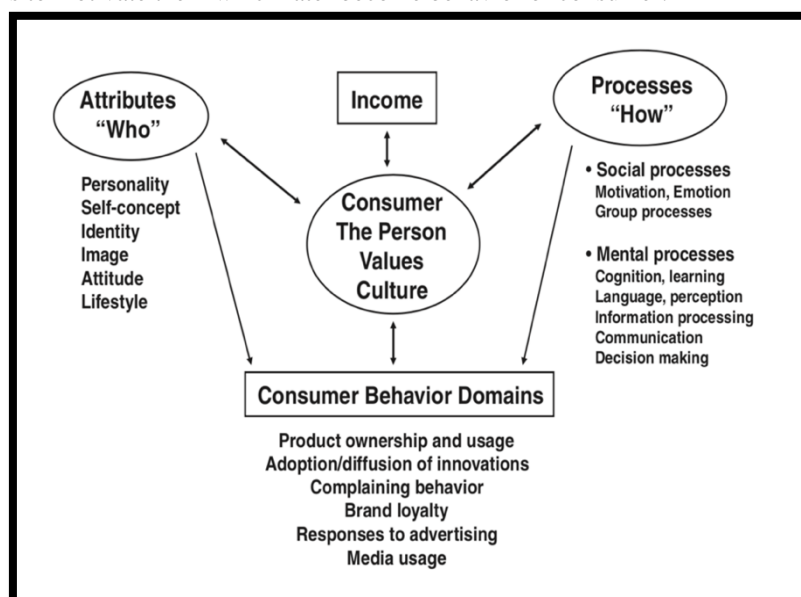 Attributes
“Who”
Personality
Self-concept
Identity
Image
Attitude
Lifestyle
Income
Consumer
The Person
Values
Culture
Processes
“How”
• Social processes
Motivation, Emotion
Group processes
• Mental processes
Cognition, learning
Language, perception
Information processing
Communication
Decision making
Consumer Behavior Domains
Product ownership and usage
Adoption/diffusion of innovations
Complaining behavior
Brand loyalty
Responses to advertising
Media usage